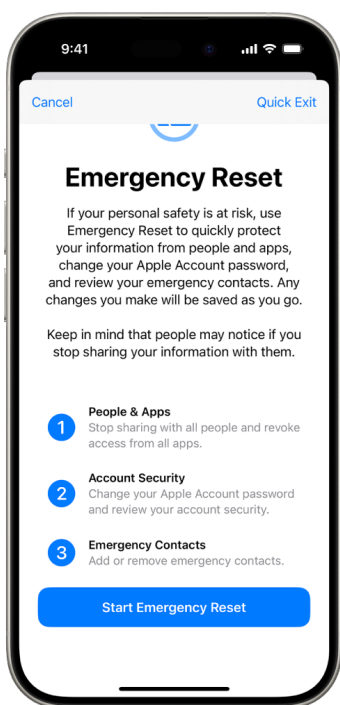 9:41
Cancel
Quick Exit
Emergency Reset
If your personal safety is at risk, use
Emergency Reset to quickly protect
your information from people and apps,
change your Apple Account password,
and review your emergency contacts. Any
changes you make will be saved as you go.
Keep in mind that people may notice if you
stop sharing your information with them.
1
People & Apps
Stop sharing with all people and revoke
access from all apps.
2
Account Security
Change your Apple Account password
and review your account security.
3
Emergency Contacts
Add or remove emergency contacts.
Start Emergency Reset